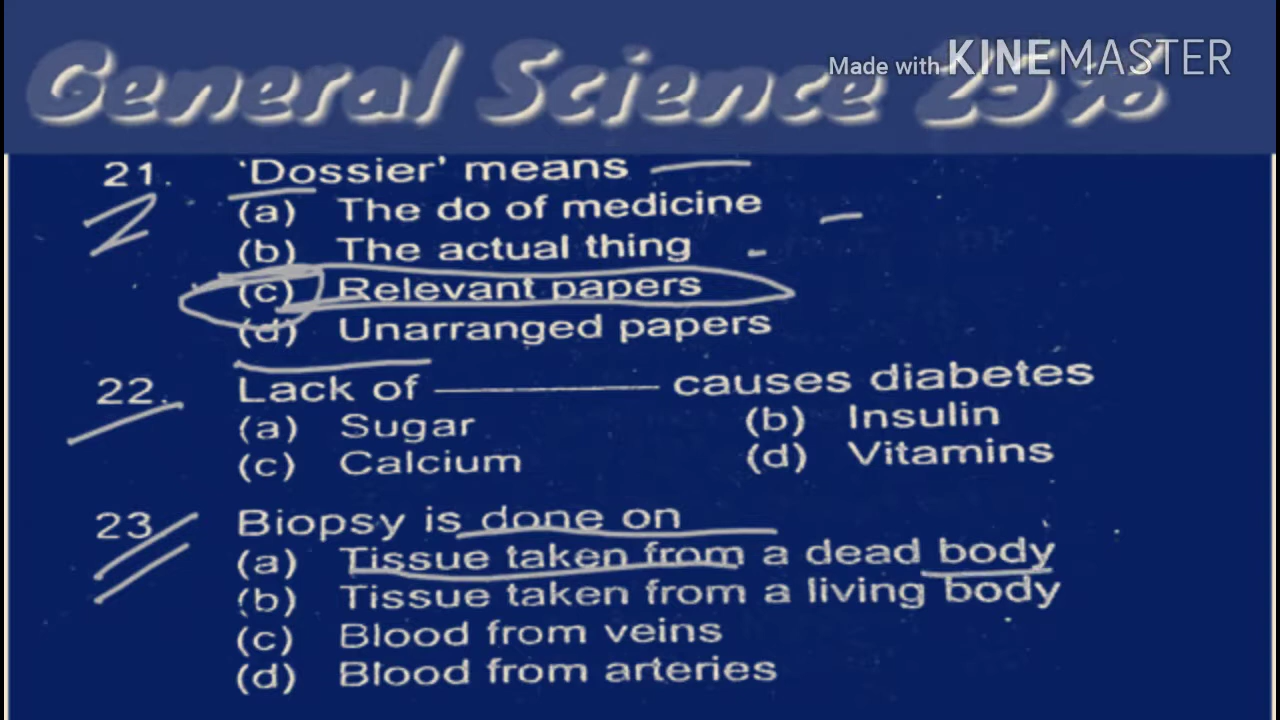 Made with KINEMASTER
General Science 25%
21. 'Dossier' means
(a) The do of medicine
(b) The actual thing
(c) Relevant papers
(d) Unarranged papers
22. Lack of ————— causes diabetes
(a) Sugar (b) Insulin
(c) Calcium (d) Vitamins
23 Biopsy is done on
(a) Tissue taken from a dead body
(b) Tissue taken from a living body
(c) Blood from veins
(d) Blood from arteries